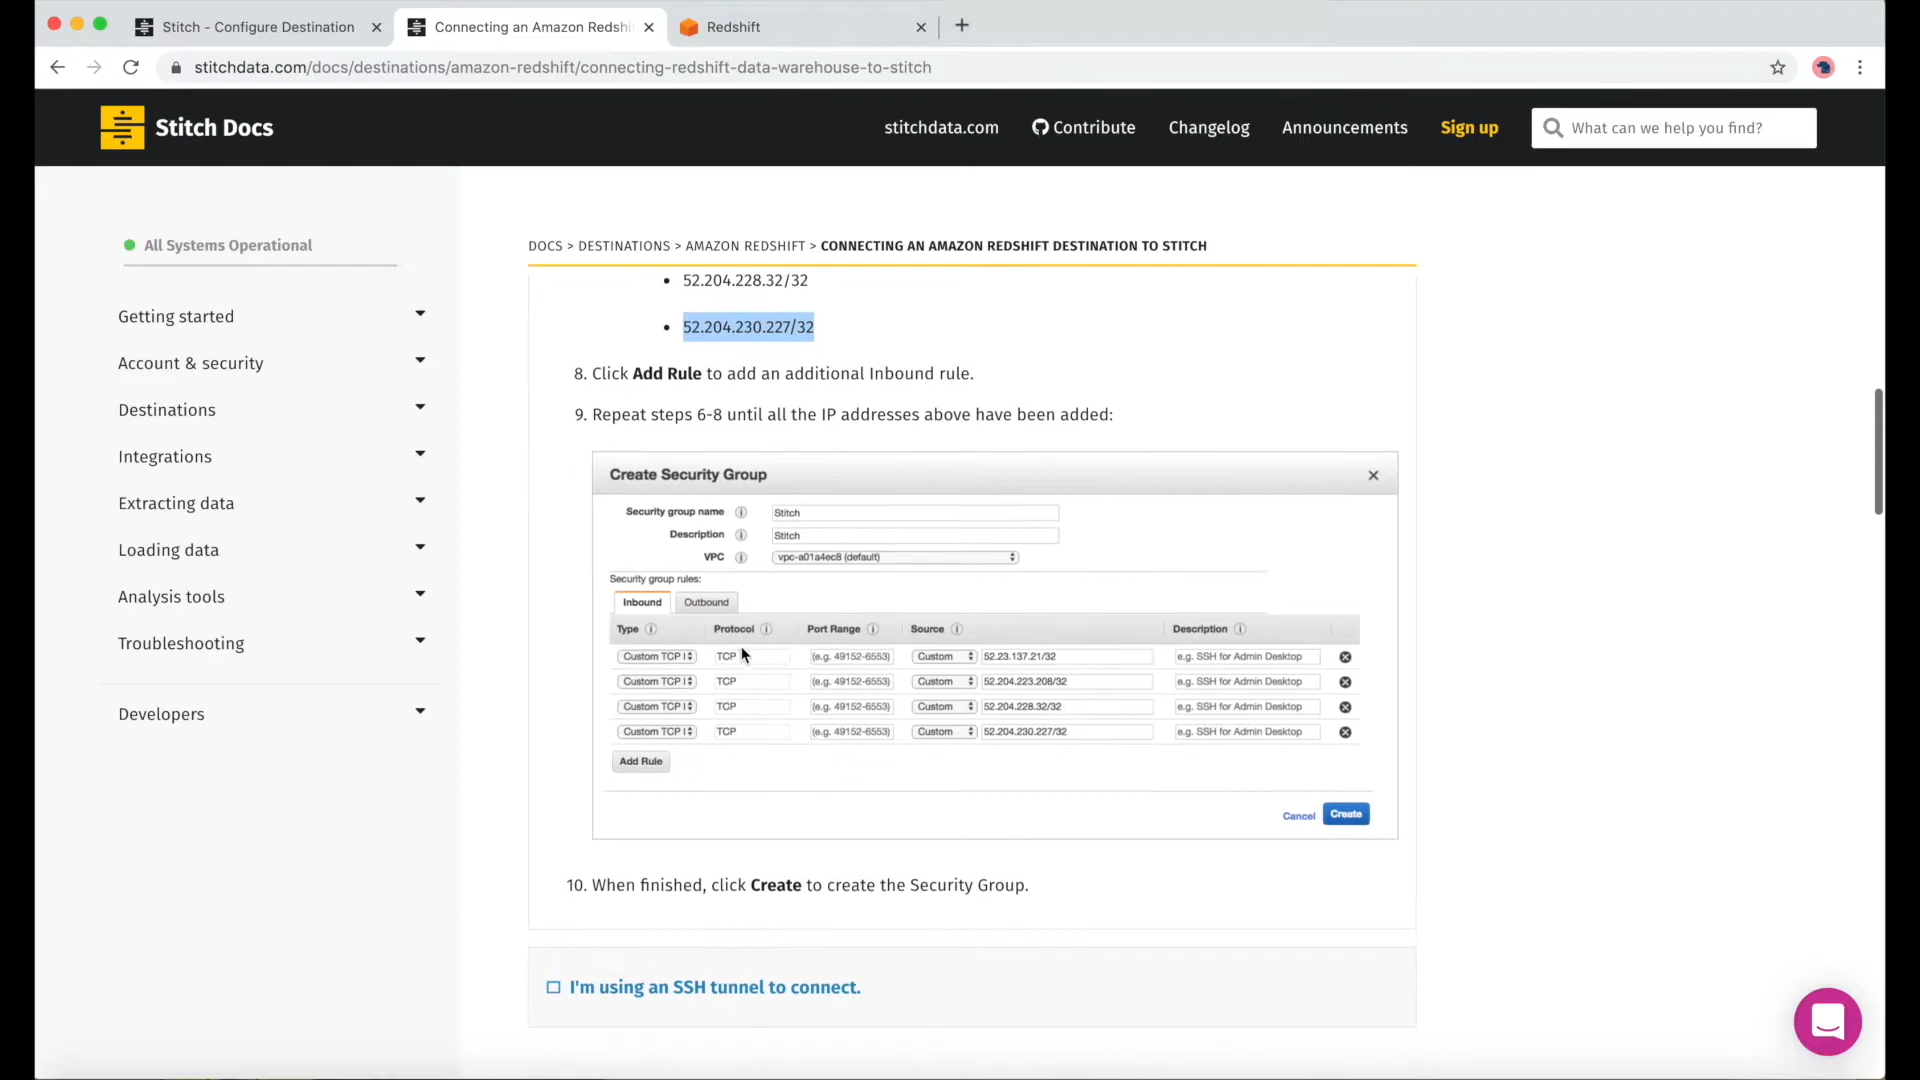 Stitch - Configure Destination
Connecting an Amazon Redshi
Redshift
stitchdata.com/docs/destinations/amazon-redshift/connecting-redshift-data-warehouse-to-stitch
Stitch Docs
stitchdata.com
Contribute
Changelog
Announcements
Sign up
What can we help you find?
All Systems Operational
Getting started
Account & security
Destinations
Integrations
Extracting data
Loading data
Analysis tools
Troubleshooting
Developers
DOCS > DESTINATIONS > AMAZON REDSHIFT > CONNECTING AN AMAZON REDSHIFT DESTINATION TO STITCH
• 52.204.228.32/32
• 52.204.230.227/32
8. Click Add Rule to add an additional Inbound rule.
9. Repeat steps 6-8 until all the IP addresses above have been added:
Create Security Group
Security group name i Stitch
Description i Stitch
VPC i vpc-a01a4ec8 (default)
Security group rules:
Inbound Outbound
Type i Protocol i Port Range i Source i Description i
Custom TCP I TCP (e.g. 49152-6553) Custom 52.23.137.21/32 e.g. SSH for Admin Desktop
Custom TCP I TCP (e.g. 49152-6553) Custom 52.204.223.208/32 e.g. SSH for Admin Desktop
Custom TCP I TCP (e.g. 49152-6553) Custom 52.204.228.32/32 e.g. SSH for Admin Desktop
Custom TCP I TCP (e.g. 49152-6553) Custom 52.204.230.227/32 e.g. SSH for Admin Desktop
Add Rule
Cancel Create
10. When finished, click Create to create the Security Group.
I'm using an SSH tunnel to connect.